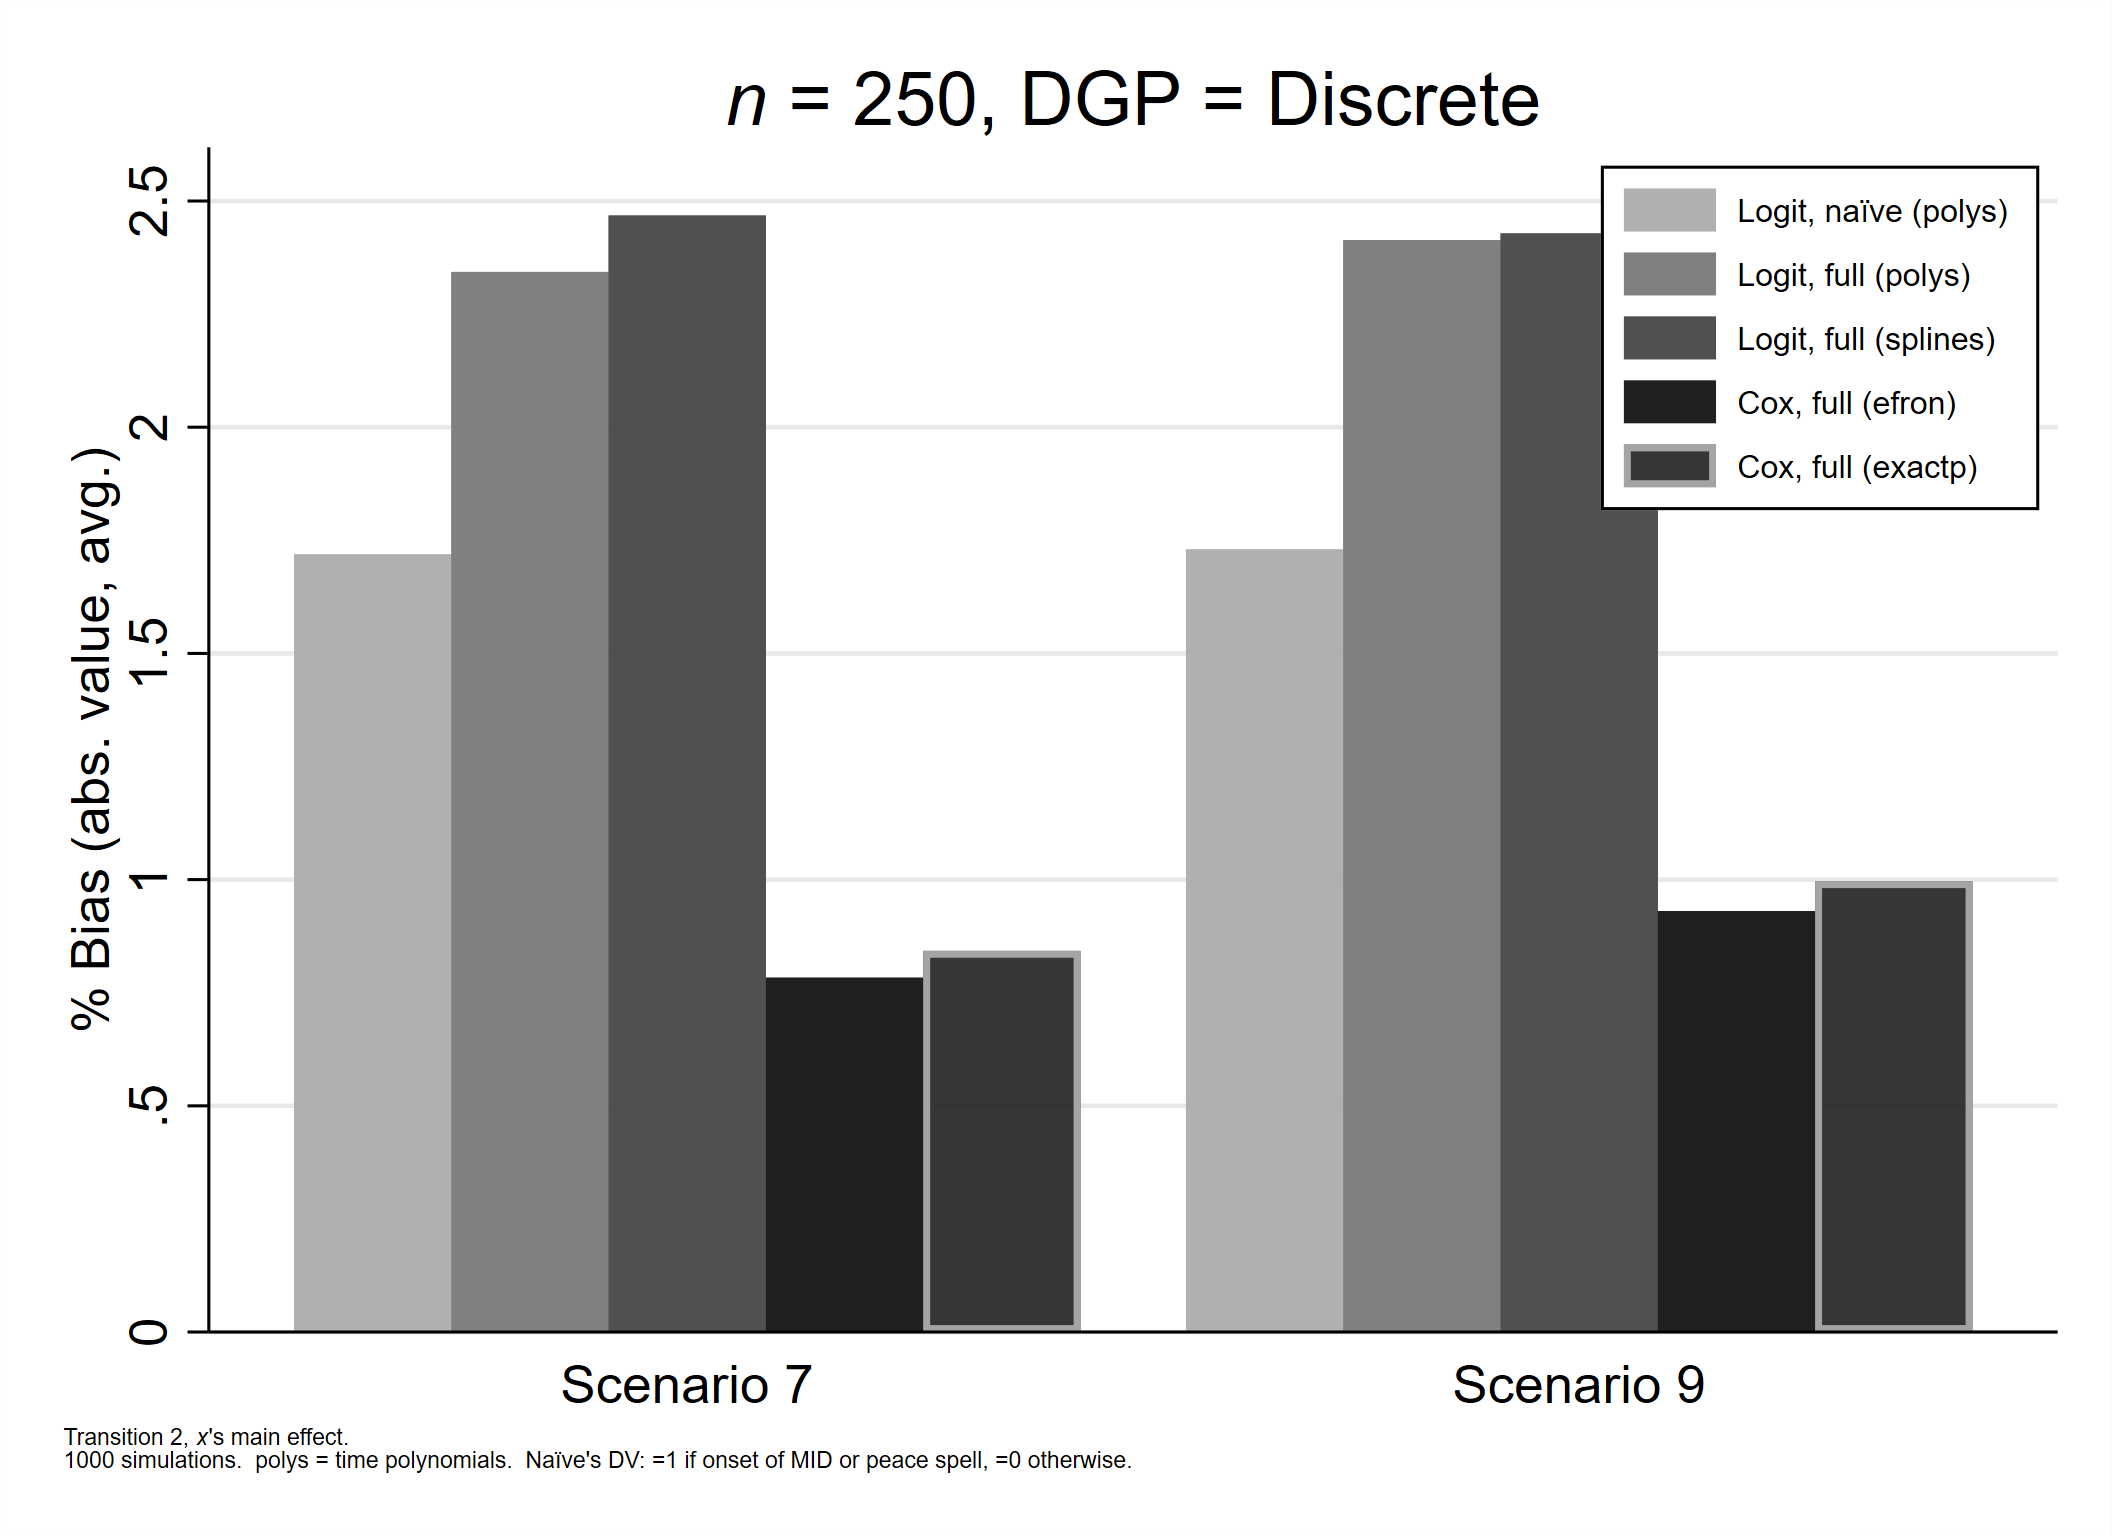 n = 250, DGP = Discrete
% Bias (abs. value, avg.)
2.5
2
1.5
1
.5
0
Logit, naïve (polys)
Logit, full (polys)
Logit, full (splines)
Cox, full (efron)
Cox, full (exactp)
Scenario 7
Scenario 9
Transition 2, x's main effect.
1000 simulations.  polys = time polynomials.  Naïve's DV: =1 if onset of MID or peace spell, =0 otherwise.